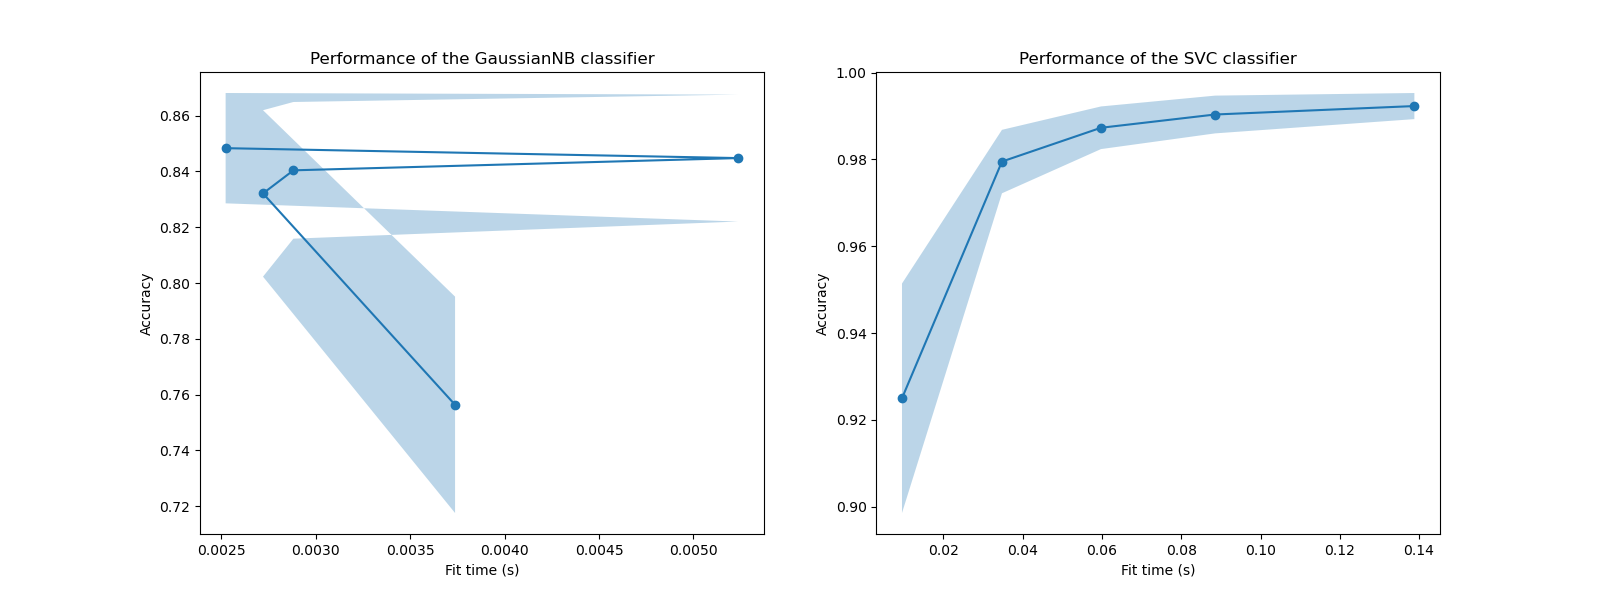 Performance of the GaussianNB classifier
Accuracy
0.86
0.84
0.82
0.80
0.78
0.76
0.74
0.72
0.0025 0.0030 0.0035 0.0040 0.0045 0.0050
Fit time (s)
Performance of the SVC classifier
Accuracy
1.00
0.98
0.96
0.94
0.92
0.90
0.02 0.04 0.06 0.08 0.10 0.12 0.14
Fit time (s)